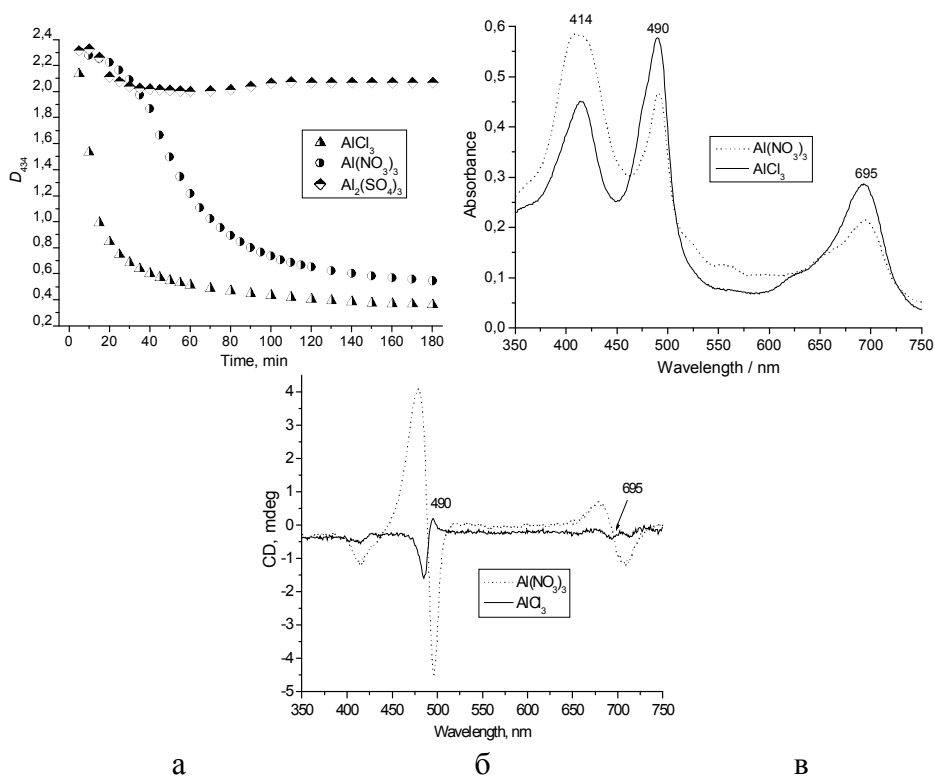 2,4
2,2
2,0
1,8
1,6
1,4
1,2
1,0
0,8
0,6
0,4
0,2
D434
AlCl3
Al(NO3)3
Al2(SO4)3
0 20 40 60 80 100 120 140 160 180
Time, min
0,6
0,5
0,4
0,3
0,2
0,1
0,0
Absorbance
414
490
695
Al(NO3)3
AlCl3
350 400 450 500 550 600 650 700 750
Wavelength / nm
4
3
2
1
0
-1
-2
-3
-4
-5
CD, mdeg
490
695
Al(NO3)3
AlCl3
350 400 450 500 550 600 650 700 750
Wavelength, nm
а б в